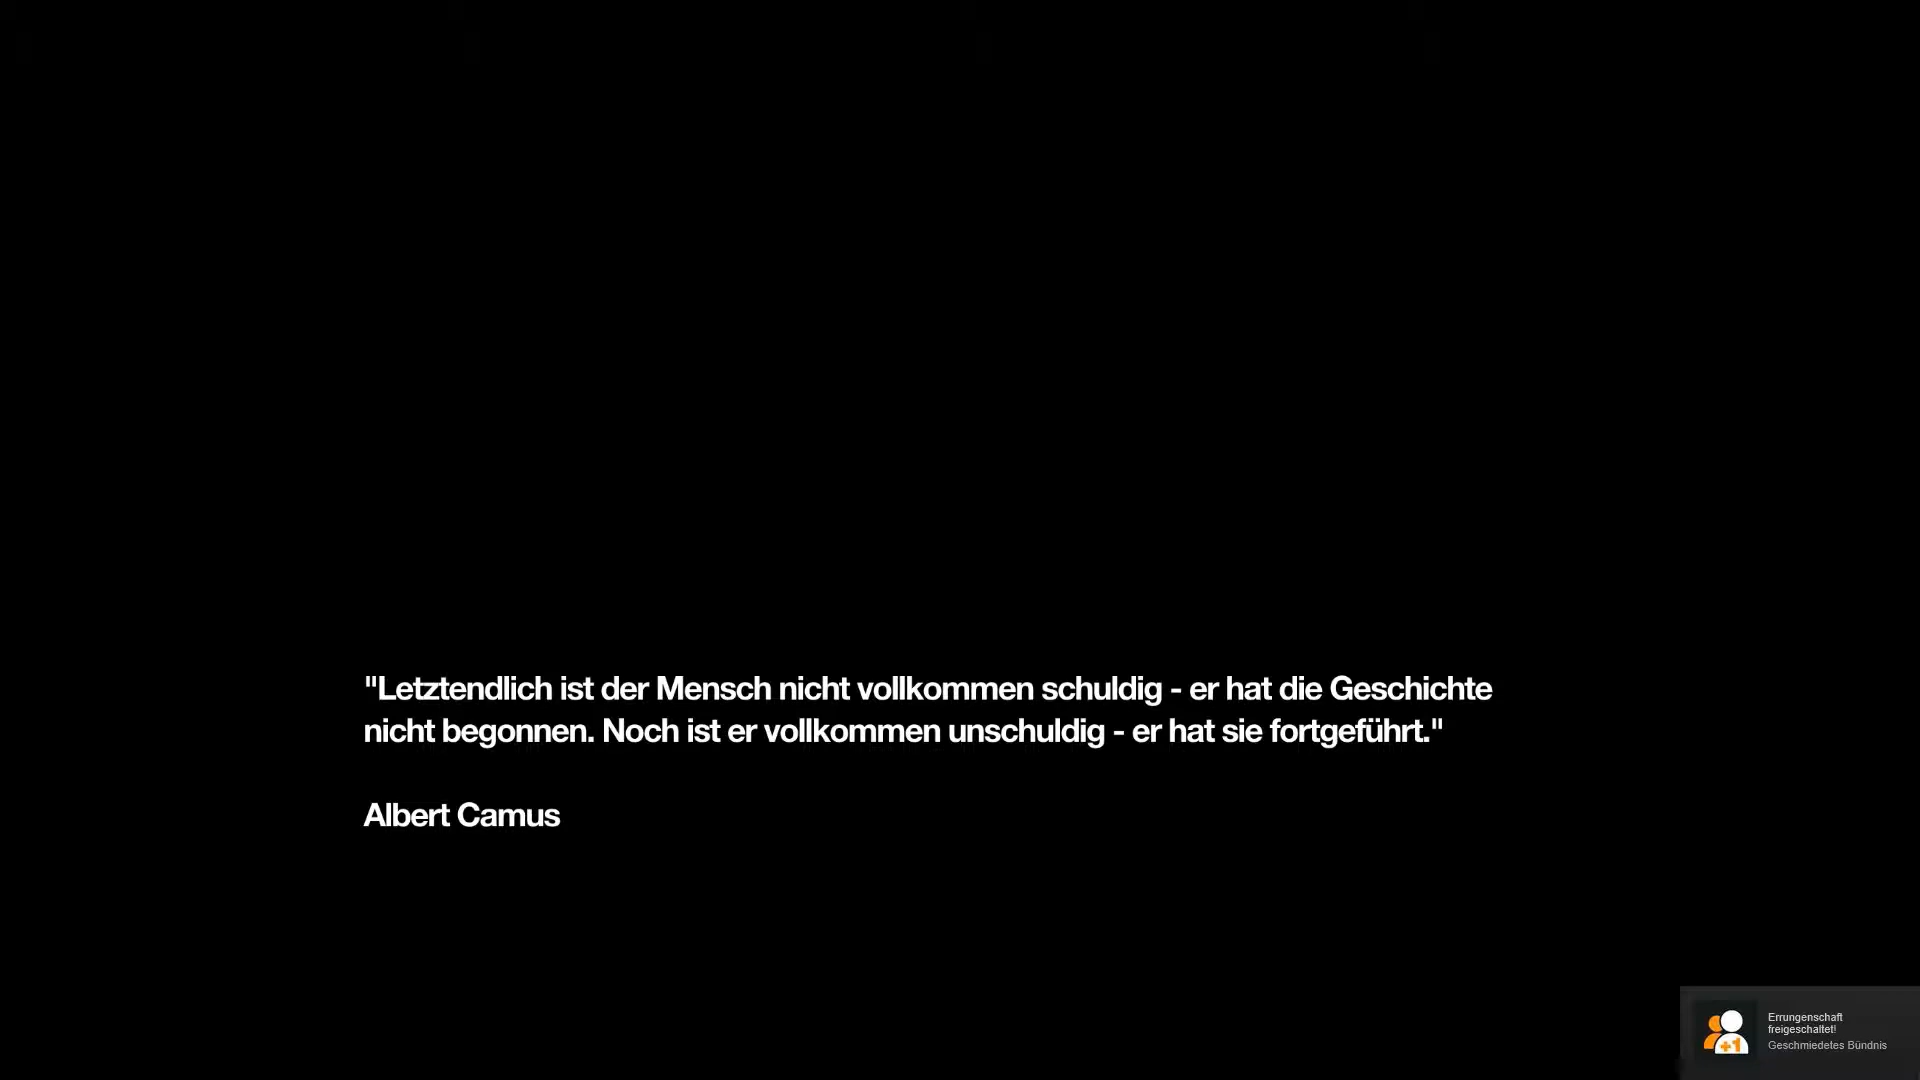 "Letztendlich ist der Mensch nicht vollkommen schuldig - er hat die Geschichte
nicht begonnen. Noch ist er vollkommen unschuldig - er hat sie fortgeführt."
Albert Camus
+1
Errungenschaft
freigeschaltet!
Geschmiedetes Bündnis